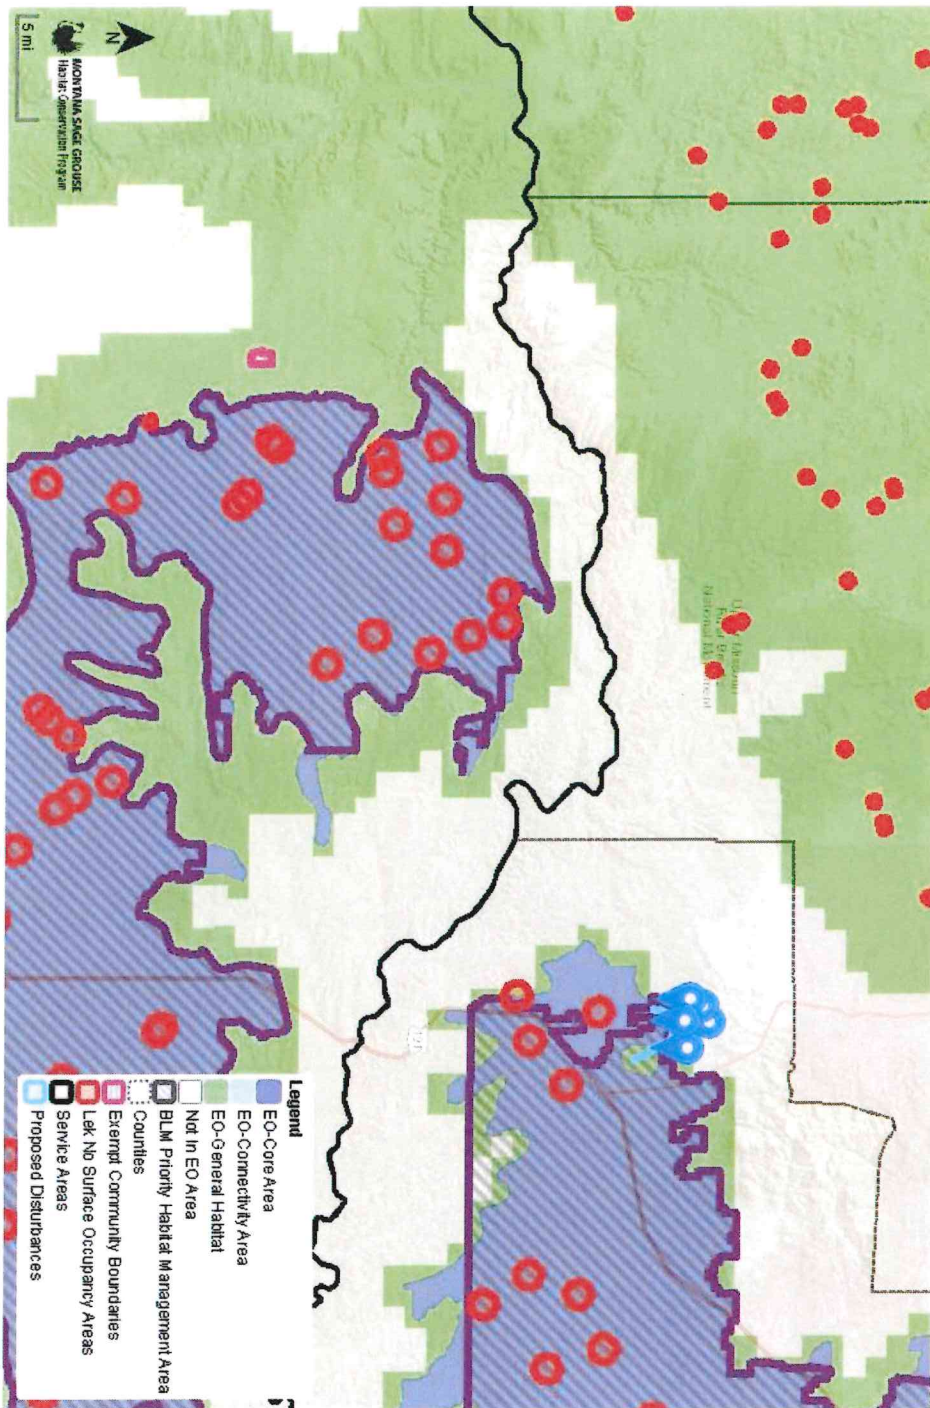 N
MONTANA SAGE GROUSE
Habitat Conservation Program
5 mi
National
191
Legend
EO-Core Area
EO-Connectivity Area
EO-General Habitat
Not In EO Area
BLM Priority Habitat Management Area
Counties
Exempt Community Boundaries
Lek No Surface Occupancy Areas
Service Areas
Proposed Disturbances